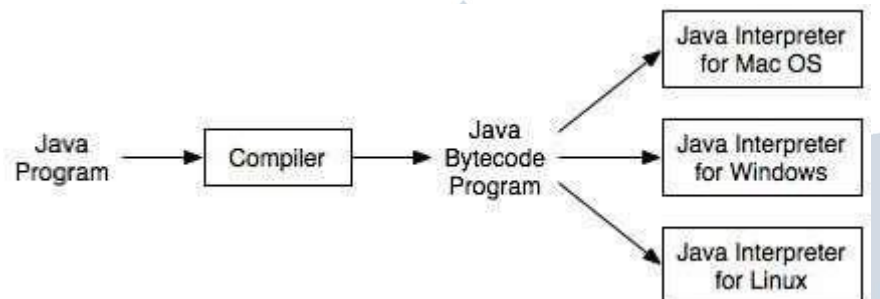 Java
Program
Compiler
Java
Bytecode
Program
Java Interpreter
for Mac OS
Java Interpreter
for Windows
Java Interpreter
for Linux